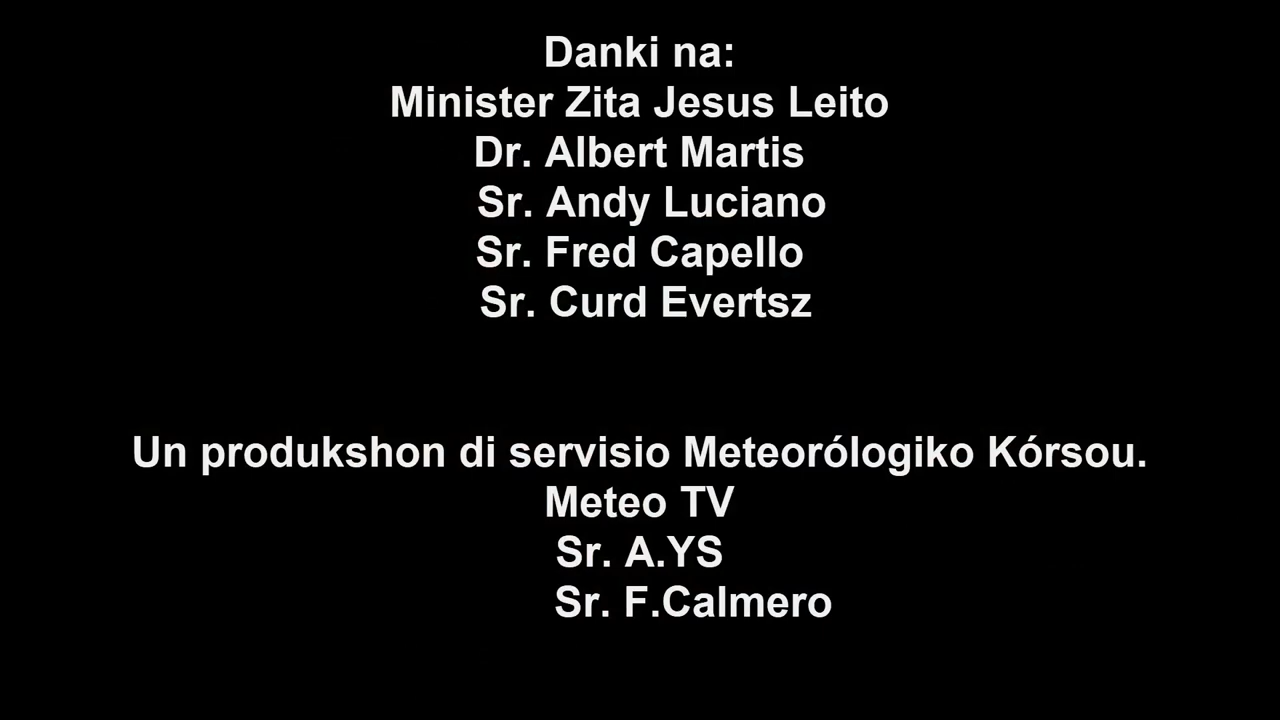 Danki na:
Minister Zita Jesus Leito
Dr. Albert Martis
Sr. Andy Luciano
Sr. Fred Capello
Sr. Curd Evertsz
Un produkshon di servisio Meteorólogiko Kórsou.
Meteo TV
Sr. A.YS
Sr. F.Calmero